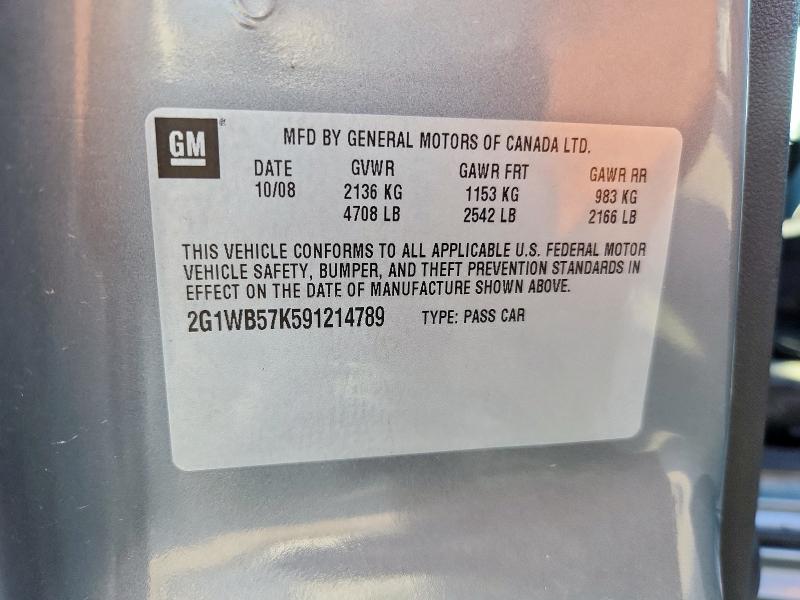 GM
MFD BY GENERAL MOTORS OF CANADA LTD.
DATE GVWR GAWR FRT GAWR RR
10/08 2136 KG 1153 KG 983 KG
4708 LB 2542 LB 2166 LB
THIS VEHICLE CONFORMS TO ALL APPLICABLE U.S. FEDERAL MOTOR
VEHICLE SAFETY, BUMPER, AND THEFT PREVENTION STANDARDS IN
EFFECT ON THE DATE OF MANUFACTURE SHOWN ABOVE.
2G1WB57K591214789 TYPE: PASS CAR